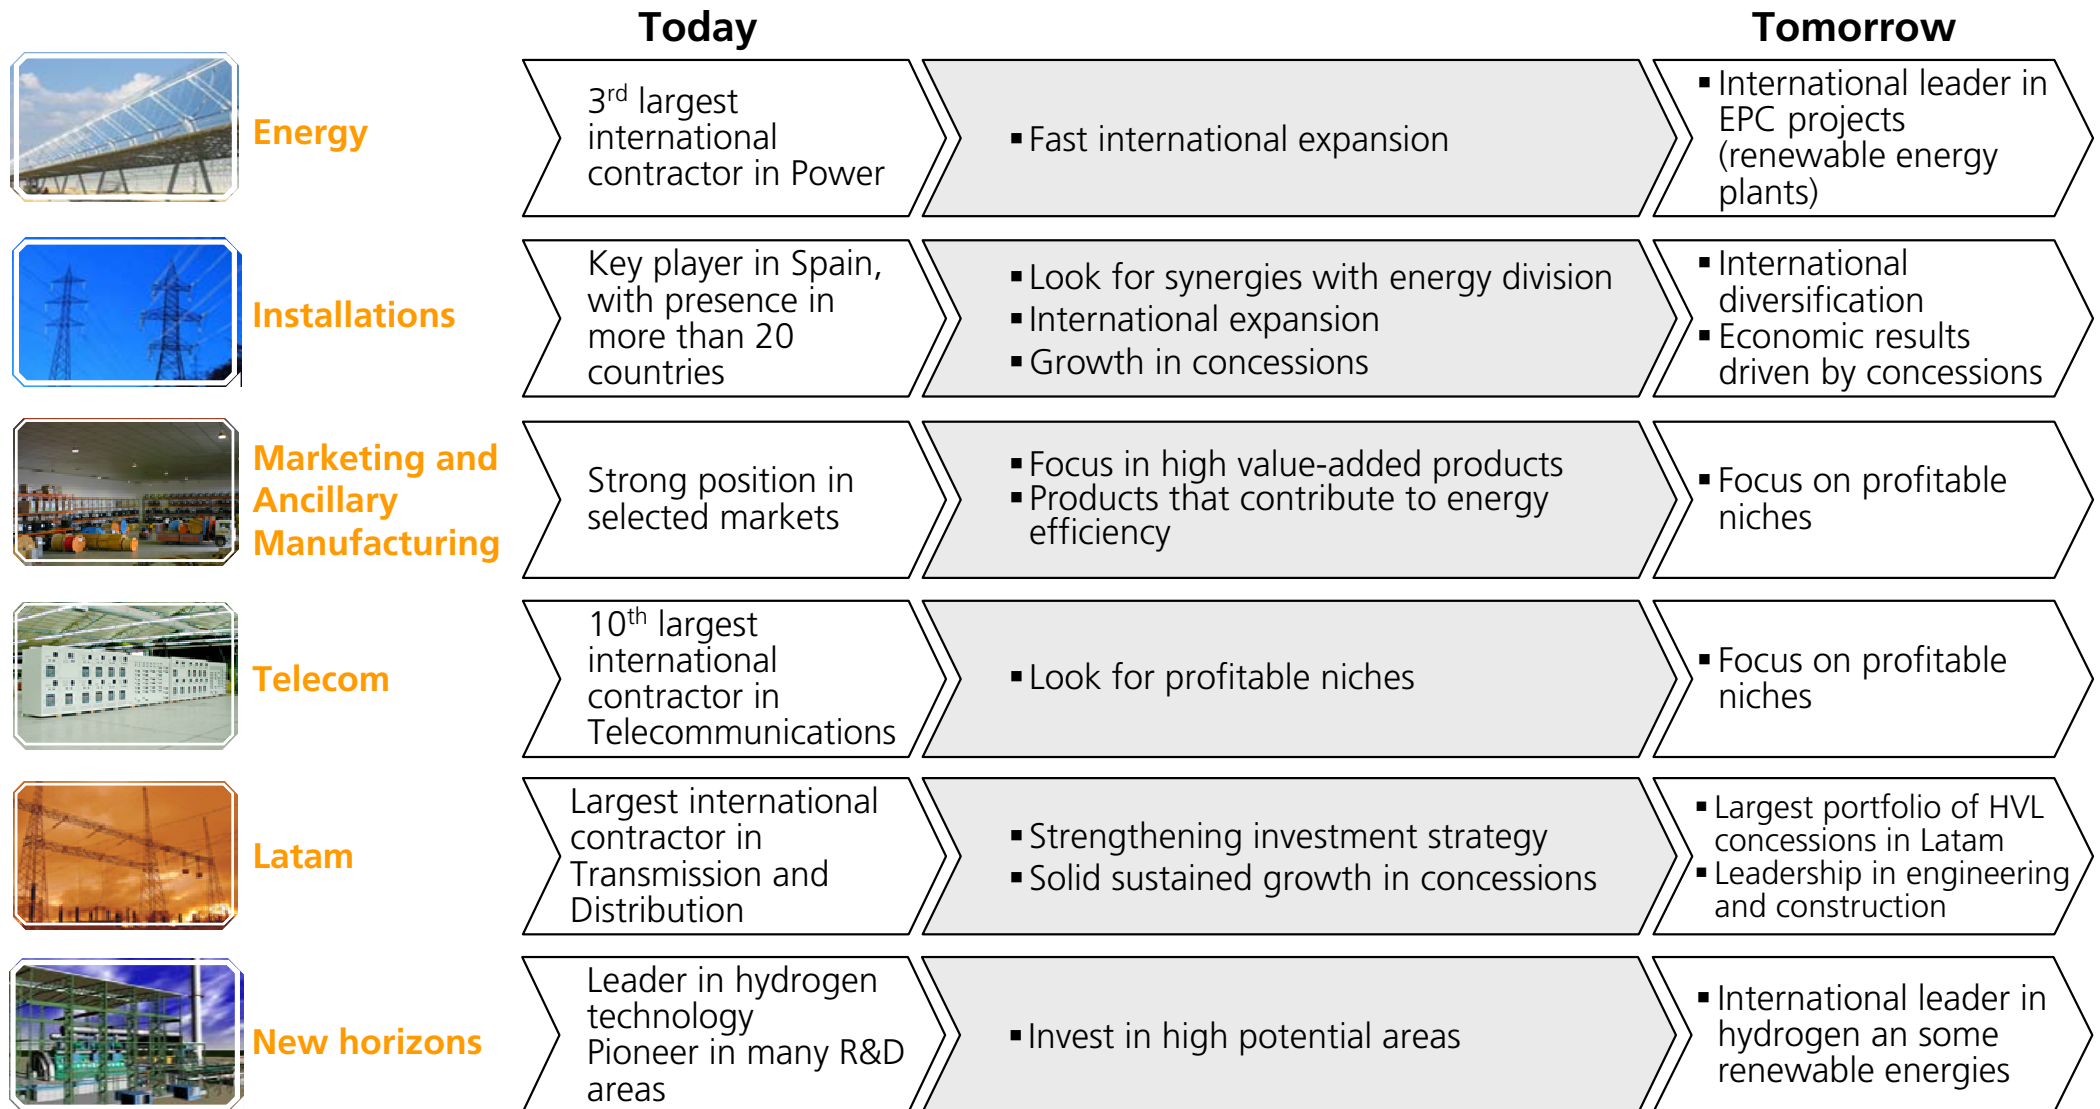 Today
Tomorrow
Energy
3rd largest
international
contractor in Power
▪ Fast international expansion
▪ International leader in
EPC projects
(renewable energy
plants)
Installations
Key player in Spain,
with presence in
more than 20
countries
▪ Look for synergies with energy division
▪ International expansion
▪ Growth in concessions
▪ International
diversification
▪ Economic results
driven by concessions
Marketing and
Ancillary
Manufacturing
Strong position in
selected markets
▪ Focus in high value-added products
▪ Products that contribute to energy
efficiency
▪ Focus on profitable
niches
Telecom
10th largest
international
contractor in
Telecommunications
▪ Look for profitable niches
▪ Focus on profitable
niches
Latam
Largest international
contractor in
Transmission and
Distribution
▪ Strengthening investment strategy
▪ Solid sustained growth in concessions
▪ Largest portfolio of HVL
concessions in Latam
▪ Leadership in engineering
and construction
New horizons
Leader in hydrogen
technology
Pioneer in many R&D
areas
▪ Invest in high potential areas
▪ International leader in
hydrogen an some
renewable energies